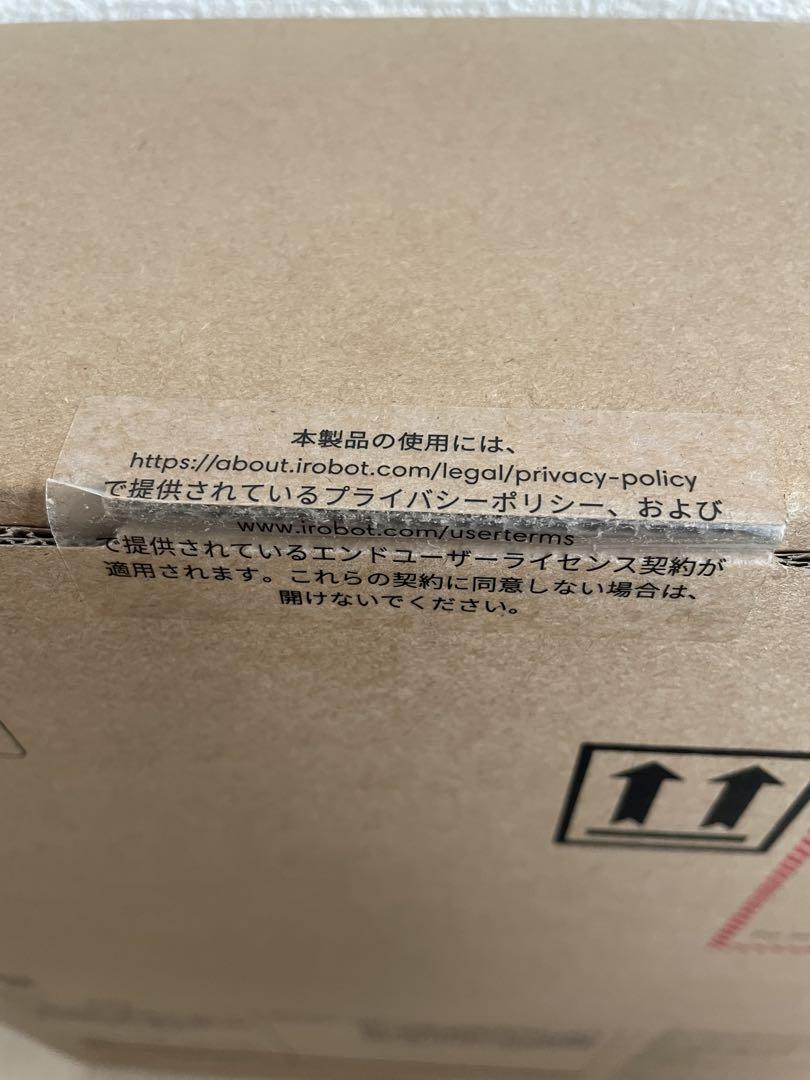 本製品の使用には、
https://about.irobot.com/legal/privacy-policy
で提供されているプライバシーポリシー、および
www.irobot.com/userterms
で提供されているエンドユーザーライセンス契約が
適用されます。これらの契約に同意しない場合は、
開けないでください。